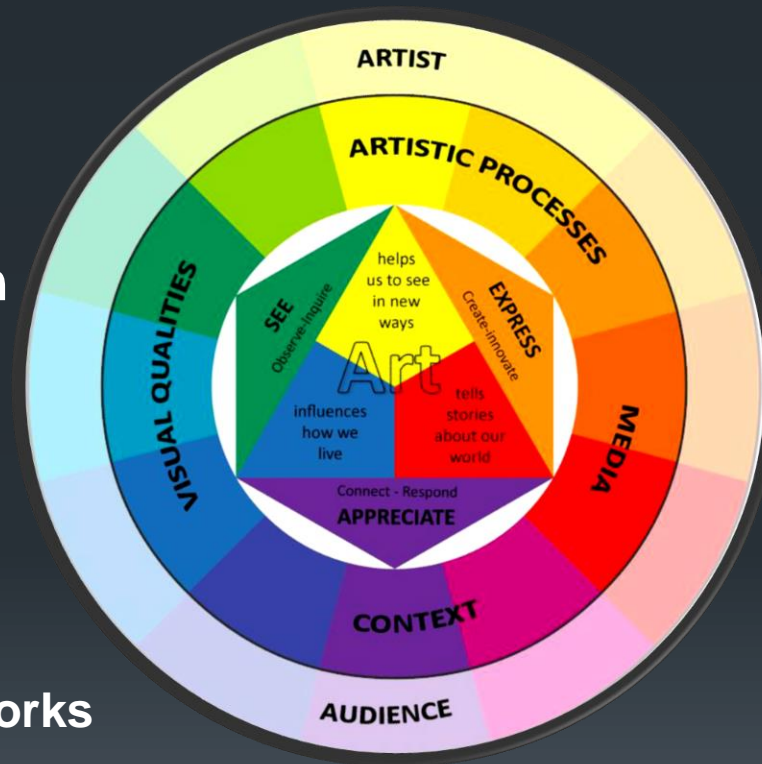 ARTIST
ARTISTIC PROCESSES
VISUAL QUALITIES
helps
us to see
in new
ways
SEE
Observe-Inquire
EXPRESS
Create-innovate
Art
influences
how we
live
tells
stories
about our
world
MEDIA
Connect - Respond
APPRECIATE
CONTEXT
AUDIENCE